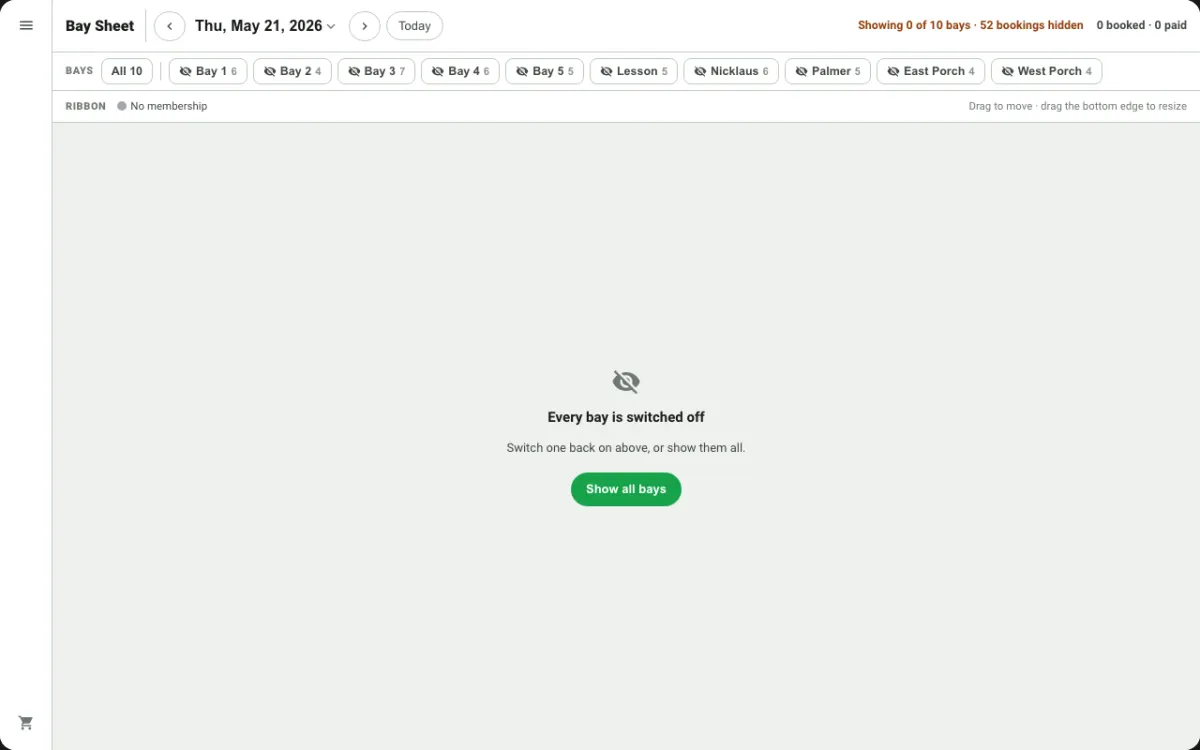 Bay Sheet
Thu, May 21, 2026
Today
Showing 0 of 10 bays · 52 bookings hidden
0 booked · 0 paid
BAYS
All 10
Bay 1 6
Bay 2 4
Bay 3 7
Bay 4 6
Bay 5 5
Lesson 5
Nicklaus 6
Palmer 5
East Porch 4
West Porch 4
RIBBON
No membership
Drag to move · drag the bottom edge to resize
Every bay is switched off
Switch one back on above, or show them all.
Show all bays